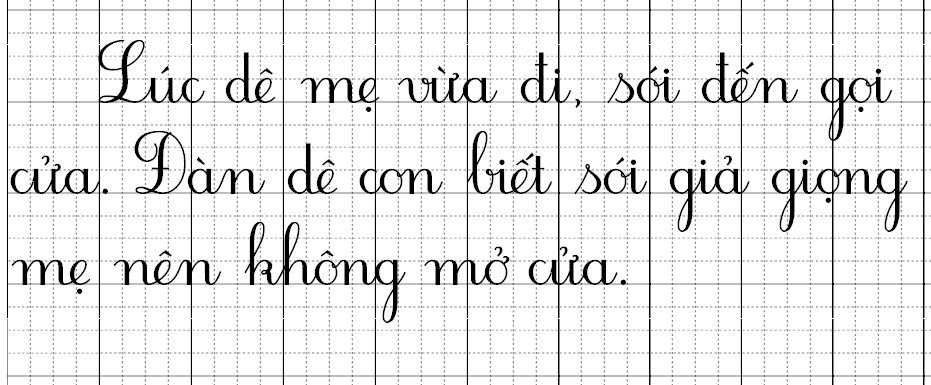 Lúc dê mẹ vừa đi, sói đến gọi
cửa. Đàn dê con biết sói giả giọng
mẹ nên không mở cửa.